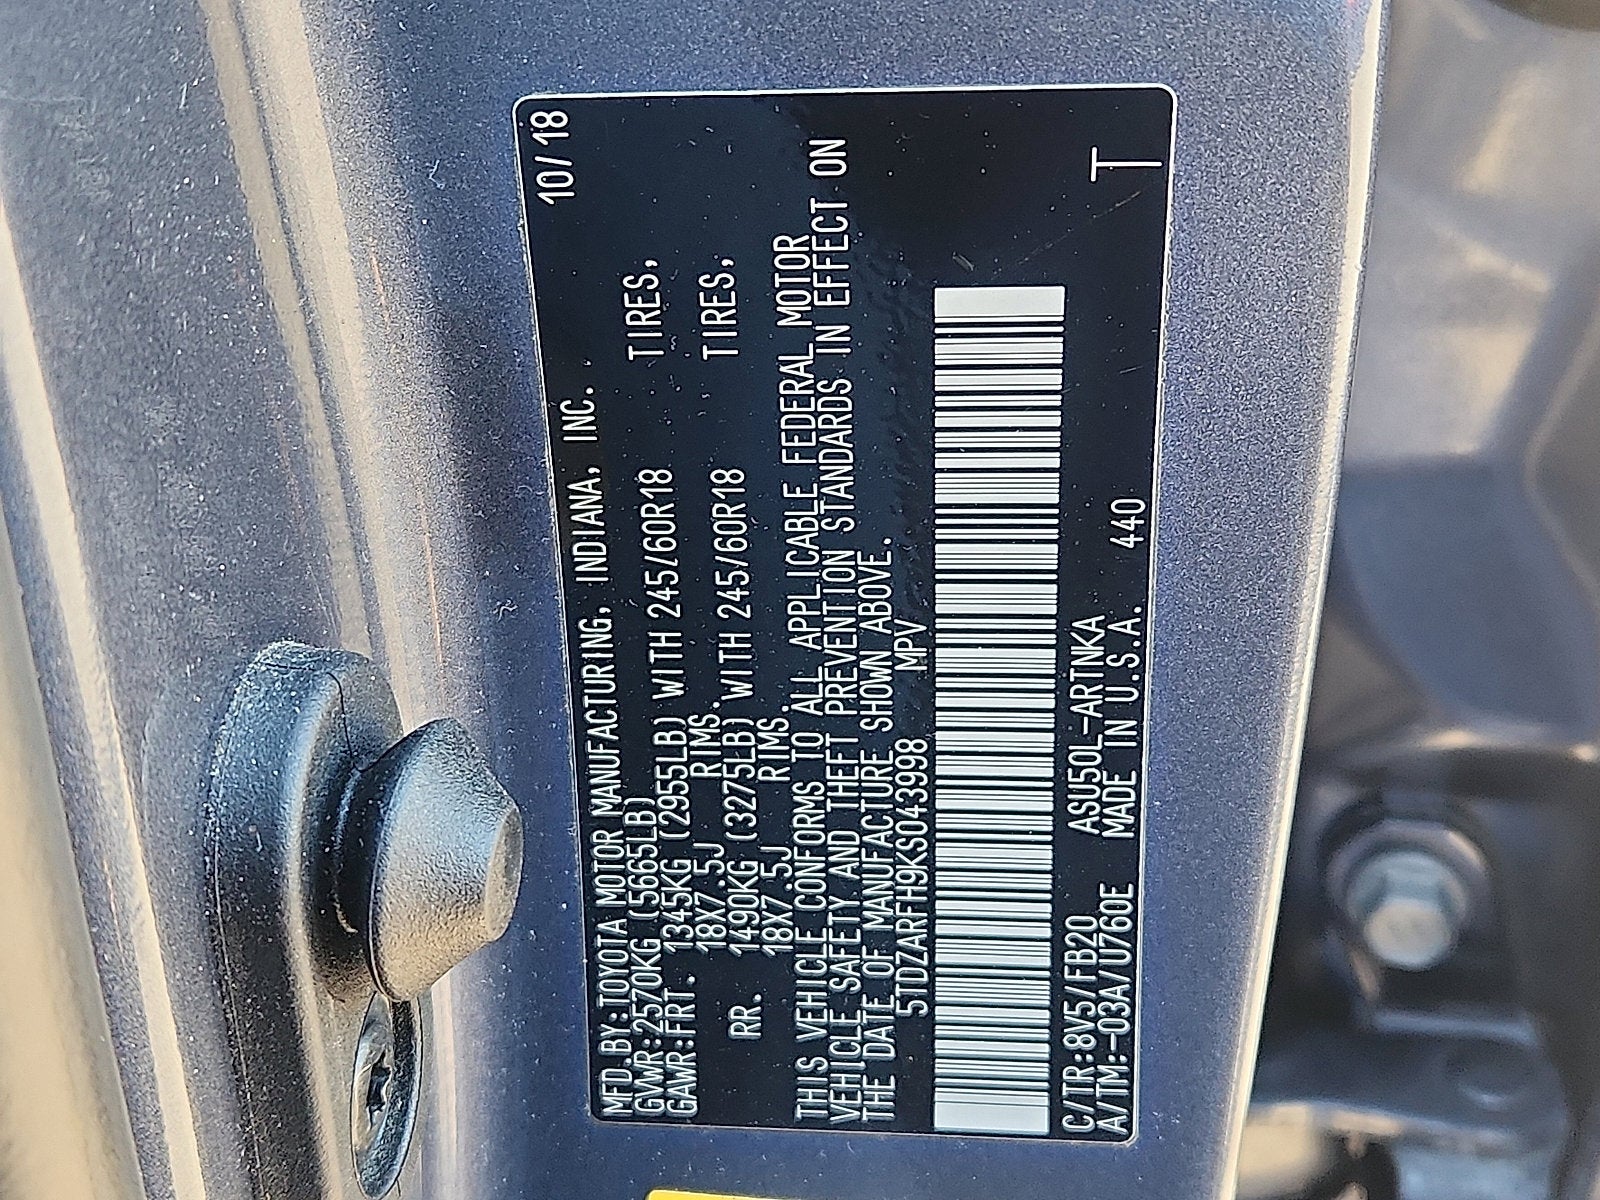 10/18
MFD.BY:TOYOTA MOTOR MANUFACTURING, INDIANA, INC.
GVWR:2570KG (5665LB)
GAWR:FRT. 1345KG (2955LB) WITH 245/60R18 TIRES,
18X7.5J RIMS.
RR. 1490KG (3275LB) WITH 245/60R18 TIRES,
18X7.5J RIMS.
THIS VEHICLE CONFORMS TO ALL APPLICABLE FEDERAL MOTOR
VEHICLE SAFETY AND THEFT PREVENTION STANDARDS IN EFFECT ON
THE DATE OF MANUFACTURE SHOWN ABOVE.
5TDZARFH9KS043998 MPV
C/TR:8V5/FB20 ASU50L-ARTNKA
A/TM:-03A/U760E MADE IN U.S.A. 440 T